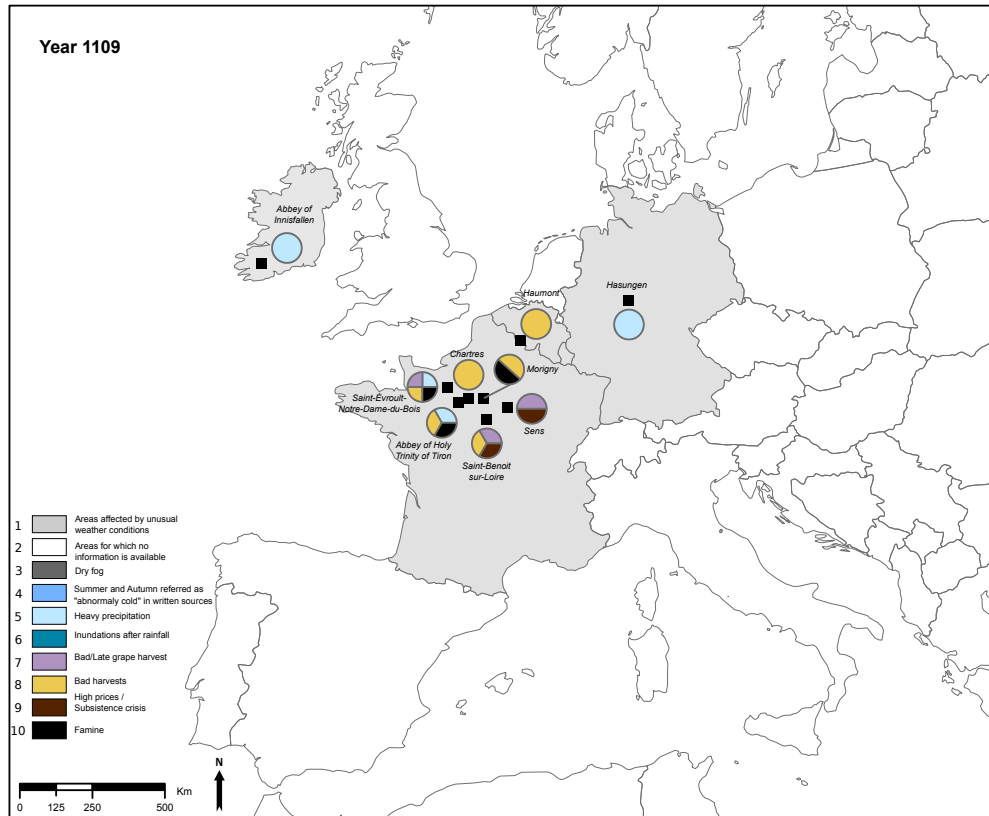 Year 1109
Abbey of
Innisfallen
Hasungen
Haumont
Chartres
Morigny
Saint-Évroult-
Notre-Dame-du-Bois
Sens
Abbey of Holy
Trinity of Tiron
Saint-Benoit
sur-Loire
1 Areas affected by unusual
weather conditions
2 Areas for which no
information is available
3 Dry fog
4 Summer and Autumn referred as
"abnormaly cold" in written sources
5 Heavy precipitation
6 Inundations after rainfall
7 Bad/Late grape harvest
8 Bad harvests
9 High prices /
Subsistence crisis
10 Famine
N
Km
0 125 250 500